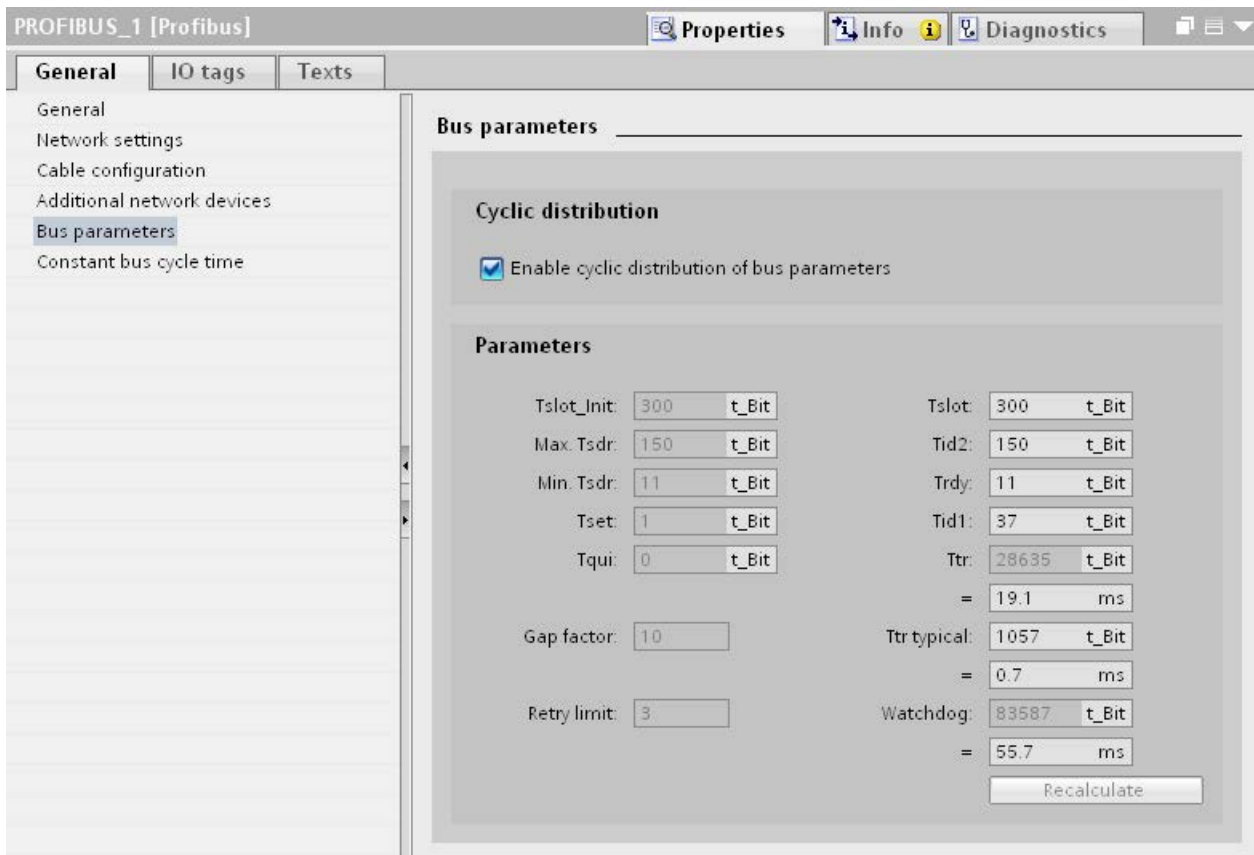 PROFIBUS_1 [Profibus]
Properties
Info
Diagnostics
General
IO tags
Texts
General
Network settings
Cable configuration
Additional network devices
Bus parameters
Constant bus cycle time
Bus parameters
Cyclic distribution
Enable cyclic distribution of bus parameters
Parameters
Tslot_Init: 300 t_Bit
Tslot: 300 t_Bit
Max. Tsdr: 150 t_Bit
Tid2: 150 t_Bit
Min. Tsdr: 11 t_Bit
Trdy: 11 t_Bit
Tset: 1 t_Bit
Tid1: 37 t_Bit
Tqui: 0 t_Bit
Ttr: 28635 t_Bit
= 19.1 ms
Gap factor: 10
Ttr typical: 1057 t_Bit
= 0.7 ms
Retry limit: 3
Watchdog: 83587 t_Bit
= 55.7 ms
Recalculate